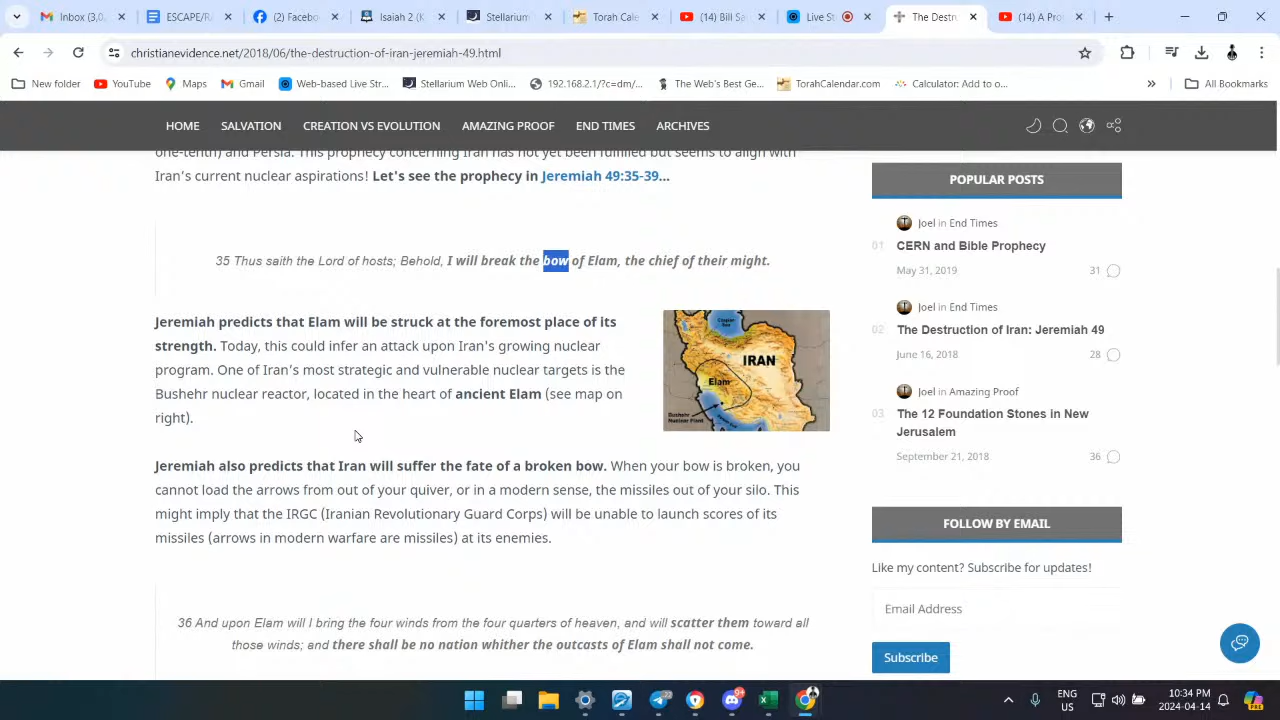 (14) Bill Sa
(2) Faceboo
Isaiah 2 (K
Stellarium
Torah Cale
Live St
The Destr
(14) A Pro
ESCAPE/R
Inbox (3,0
christianevidence.net/2018/06/the-destruction-of-iran-jeremiah-49.html
New folder
YouTube
Maps
Gmail
Web-based Live Str...
Stellarium Web Onl...
192.168.2.1/?c=dm/...
The Web's Best Ge...
TorahCalendar.com
Calculator: Add to o...
All Bookmarks
HOME
SALVATION
CREATION VS EVOLUTION
AMAZING PROOF
END TIMES
ARCHIVES
one-tenth) and Persia. This prophecy concerning Iran has not yet been fulfilled but seems to align with
Iran's current nuclear aspirations! Let's see the prophecy in Jeremiah 49:35-39...
35 Thus saith the Lord of hosts; Behold, I will break the bow of Elam, the chief of their might.
Jeremiah predicts that Elam will be struck at the foremost place of its
strength. Today, this could infer an attack upon Iran's growing nuclear
program. One of Iran's most strategic and vulnerable nuclear targets is the
Bushehr nuclear reactor, located in the heart of ancient Elam (see map on
right).
IRAN
Elam
Bushehr
Nuclear Plant
Jeremiah also predicts that Iran will suffer the fate of a broken bow. When your bow is broken, you
cannot load the arrows from out of your quiver, or in a modern sense, the missiles out of your silo. This
might imply that the IRGC (Iranian Revolutionary Guard Corps) will be unable to launch scores of its
missiles (arrows in modern warfare are missiles) at its enemies.
36 And upon Elam will I bring the four winds from the four quarters of heaven, and will scatter them toward all
those winds; and there shall be no nation whither the outcasts of Elam shall not come.
POPULAR POSTS
Joel in End Times
01 CERN and Bible Prophecy
May 31, 2019 31
Joel in End Times
02 The Destruction of Iran: Jeremiah 49
June 16, 2018 28
Joel in Amazing Proof
03 The 12 Foundation Stones in New
Jerusalem
September 21, 2018 36
FOLLOW BY EMAIL
Like my content? Subscribe for updates!
Email Address
Subscribe
ENG
US
10:34 PM
2024-04-14